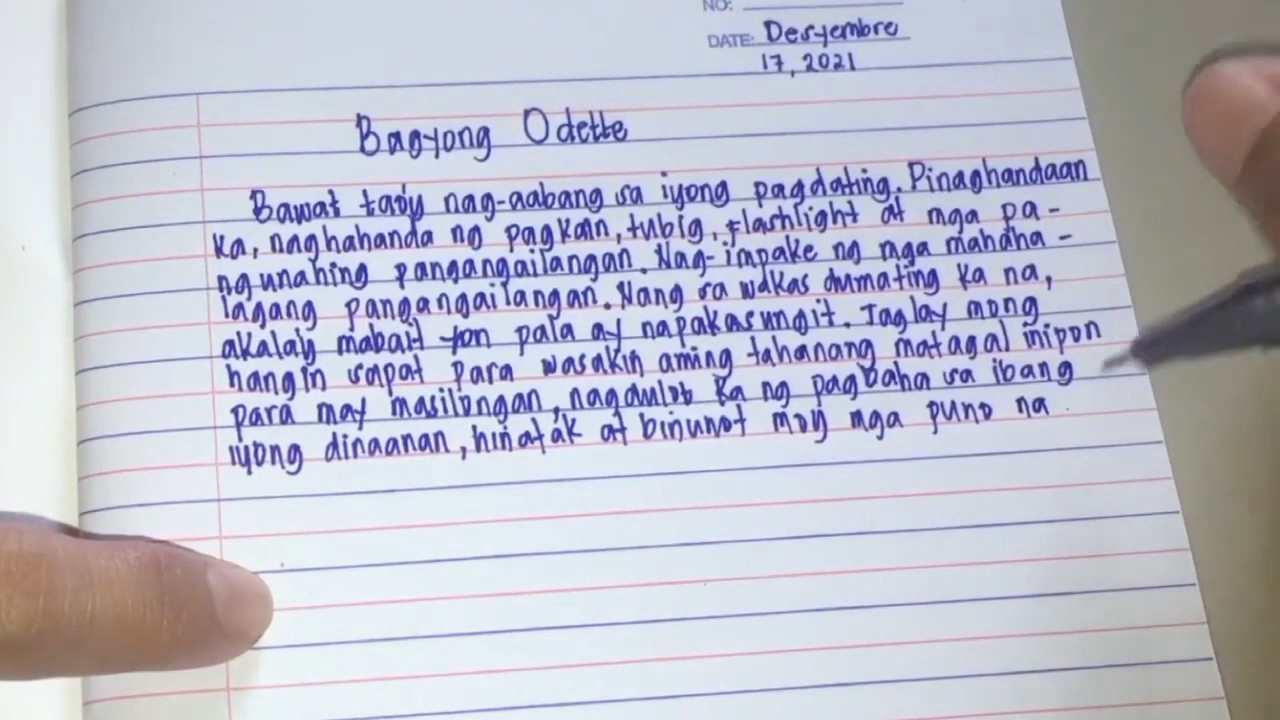 NO:
DATE: Desyembre
17, 2021
Bagyong Odette
Bawat tao'y nag-aabang sa iyong pagdating. Pinaghandaan
ka, naghahanda ng pagkain, tubig, flashlight at mga pa-
ngunahing pangangailangan. Nag-impake ng mga mahaha-
lagang pangangailangan. Nang sa wakas dumating ka na,
akala'y mabait yon pala ay napakasungit. Taglay mong
hangin sapat para wasakin aming tahanang matagal inipon
para may masilongan, nagdulot ka ng pagbaha sa ibang
iyong dinaanan, hinatak at binunot moy mga puno na